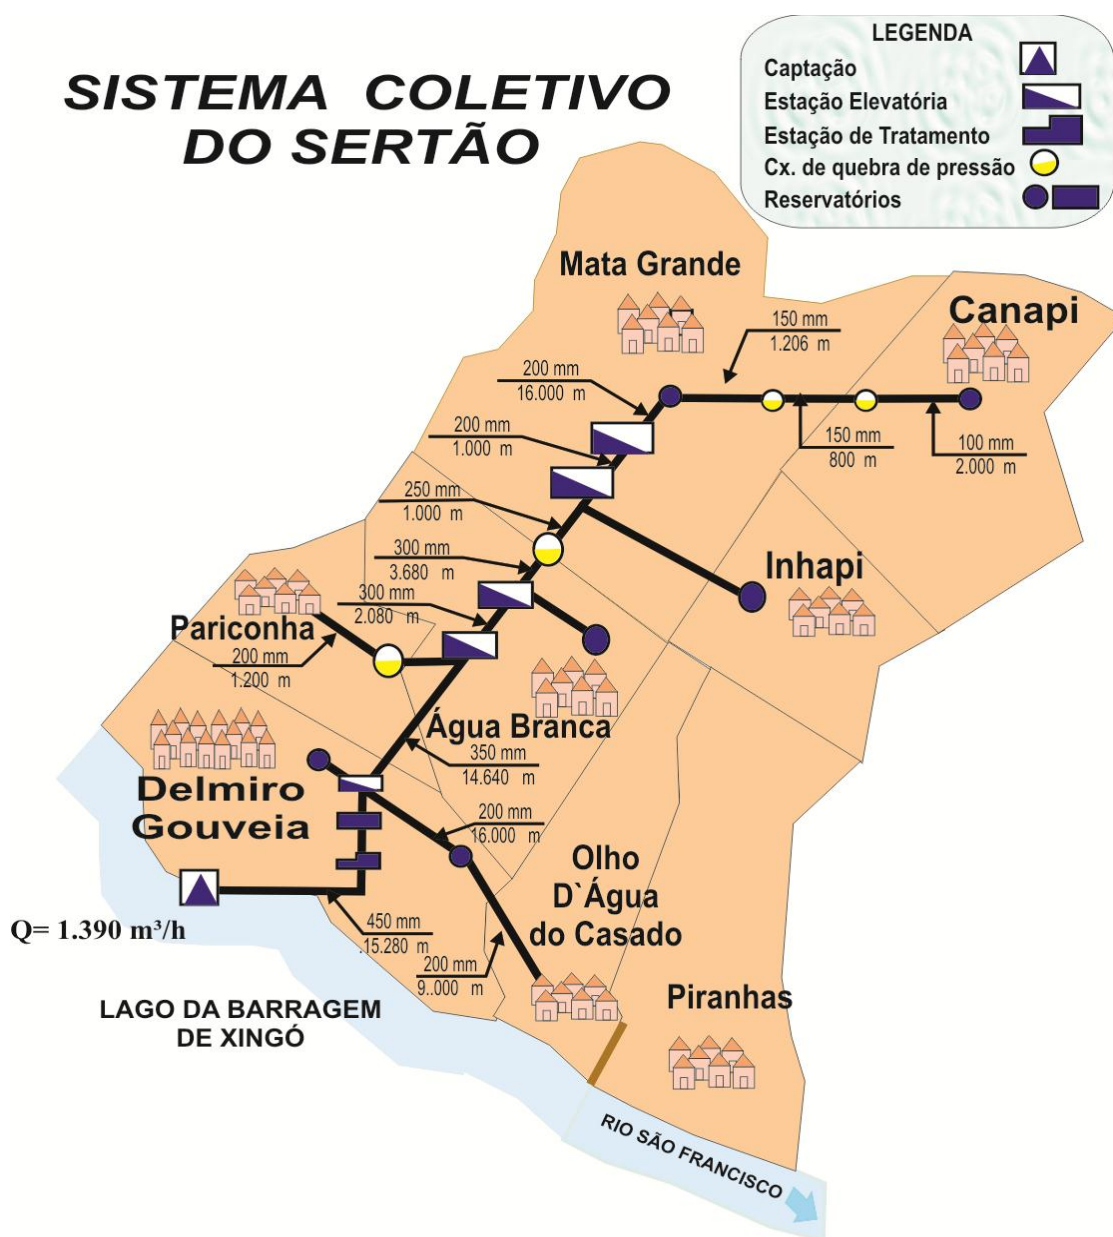 SISTEMA COLETIVO
DO SERTÃO
LEGENDA
Captação
Estação Elevatória
Estação de Tratamento
Cx. de quebra de pressão
Reservatórios
Mata Grande
Canapi
150 mm
1.206 m
200 mm
16.000 m
200 mm
1.000 m
150 mm
800 m
100 mm
2.000 m
250 mm
1.000 m
300 mm
3.680 m
Inhapi
300 mm
2.080 m
Pariconha
200 mm
1.200 m
Água Branca
350 mm
14.640 m
Delmiro
Gouveia
200 mm
16.000 m
Olho
D`Água
do Casado
Q= 1.390 m³/h
450 mm
.15.280 m
200 mm
9..000 m
LAGO DA BARRAGEM
DE XINGÓ
Piranhas
RIO SÃO FRANCISCO